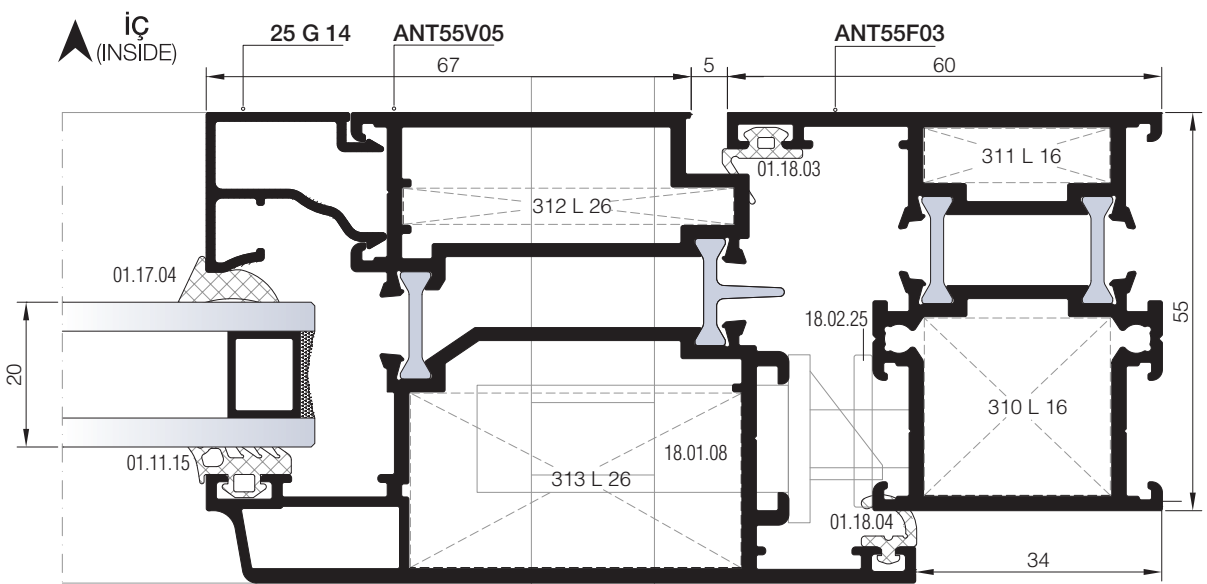 İÇ
(INSIDE)
25 G 14
ANT55V05
ANT55F03
67
5
60
311 L 16
01.18.03
312 L 26
01.17.04
18.02.25
55
20
310 L 16
01.11.15
18.01.08
313 L 26
01.18.04
34